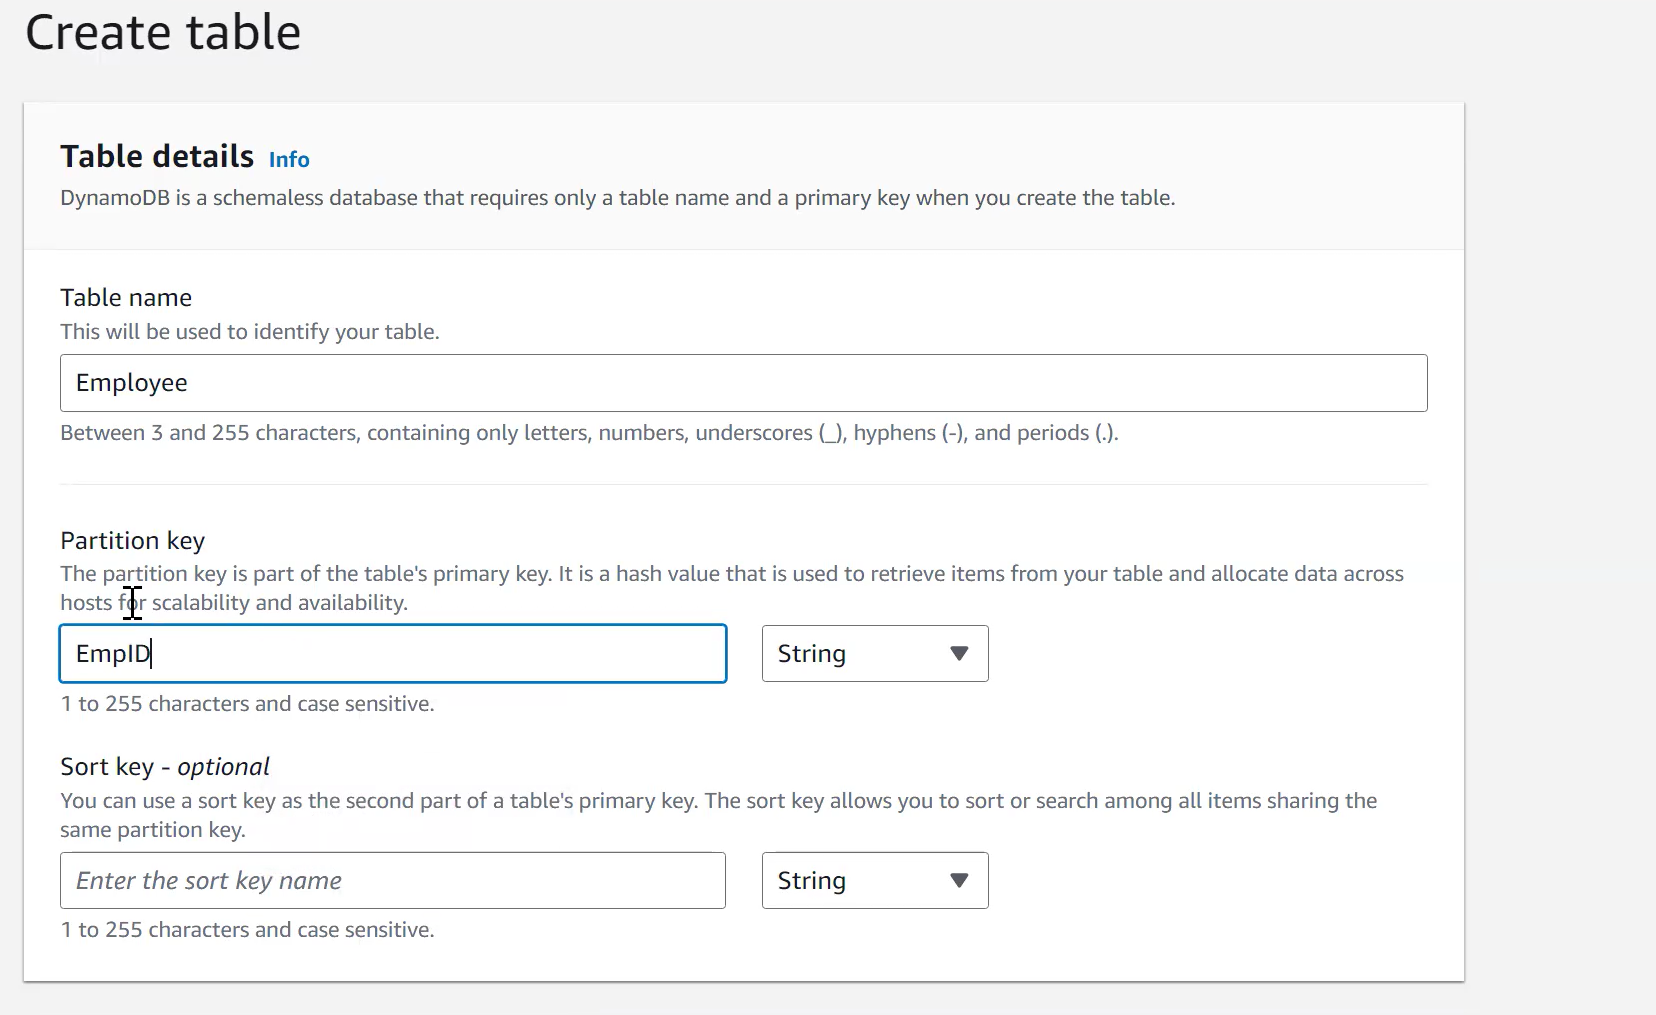 Create table
Table details Info
DynamoDB is a schemaless database that requires only a table name and a primary key when you create the table.
Table name
This will be used to identify your table.
Employee
Between 3 and 255 characters, containing only letters, numbers, underscores (_), hyphens (-), and periods (.).
Partition key
The partition key is part of the table's primary key. It is a hash value that is used to retrieve items from your table and allocate data across
hosts for scalability and availability.
EmpID String
1 to 255 characters and case sensitive.
Sort key - optional
You can use a sort key as the second part of a table's primary key. The sort key allows you to sort or search among all items sharing the
same partition key.
Enter the sort key name String
1 to 255 characters and case sensitive.